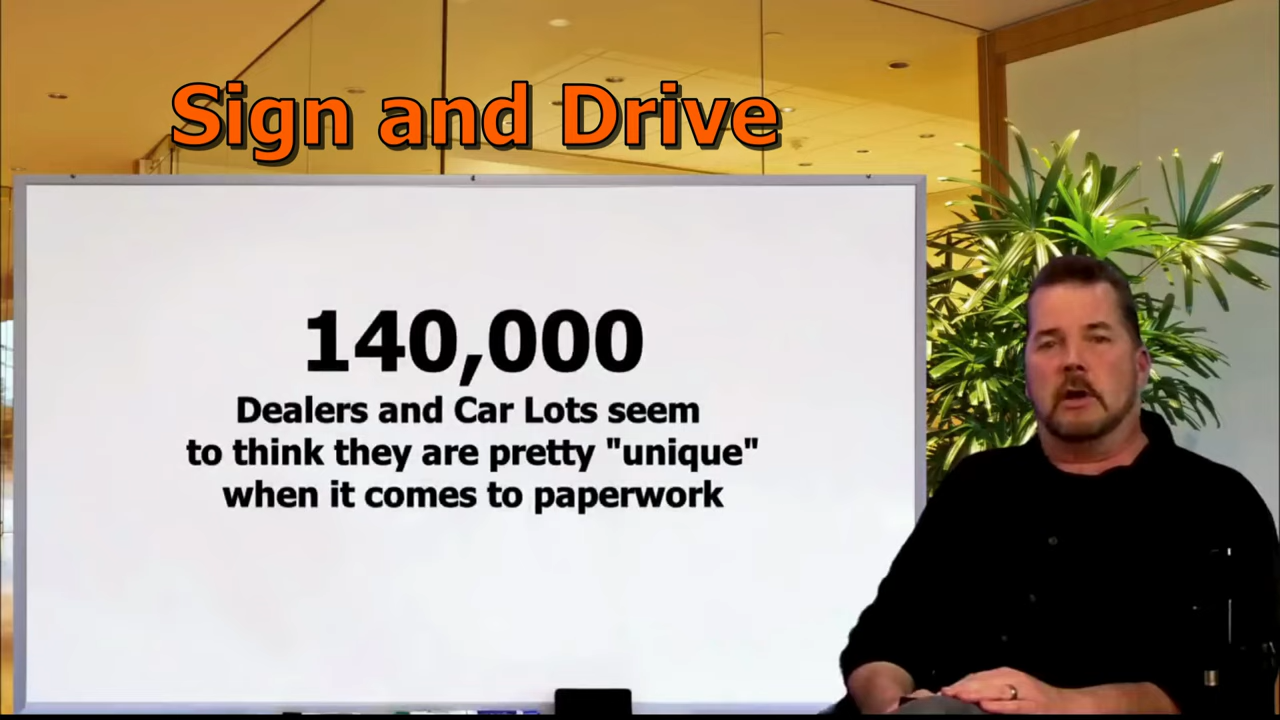 Sign and Drive
140,000
Dealers and Car Lots seem
to think they are pretty "unique"
when it comes to paperwork